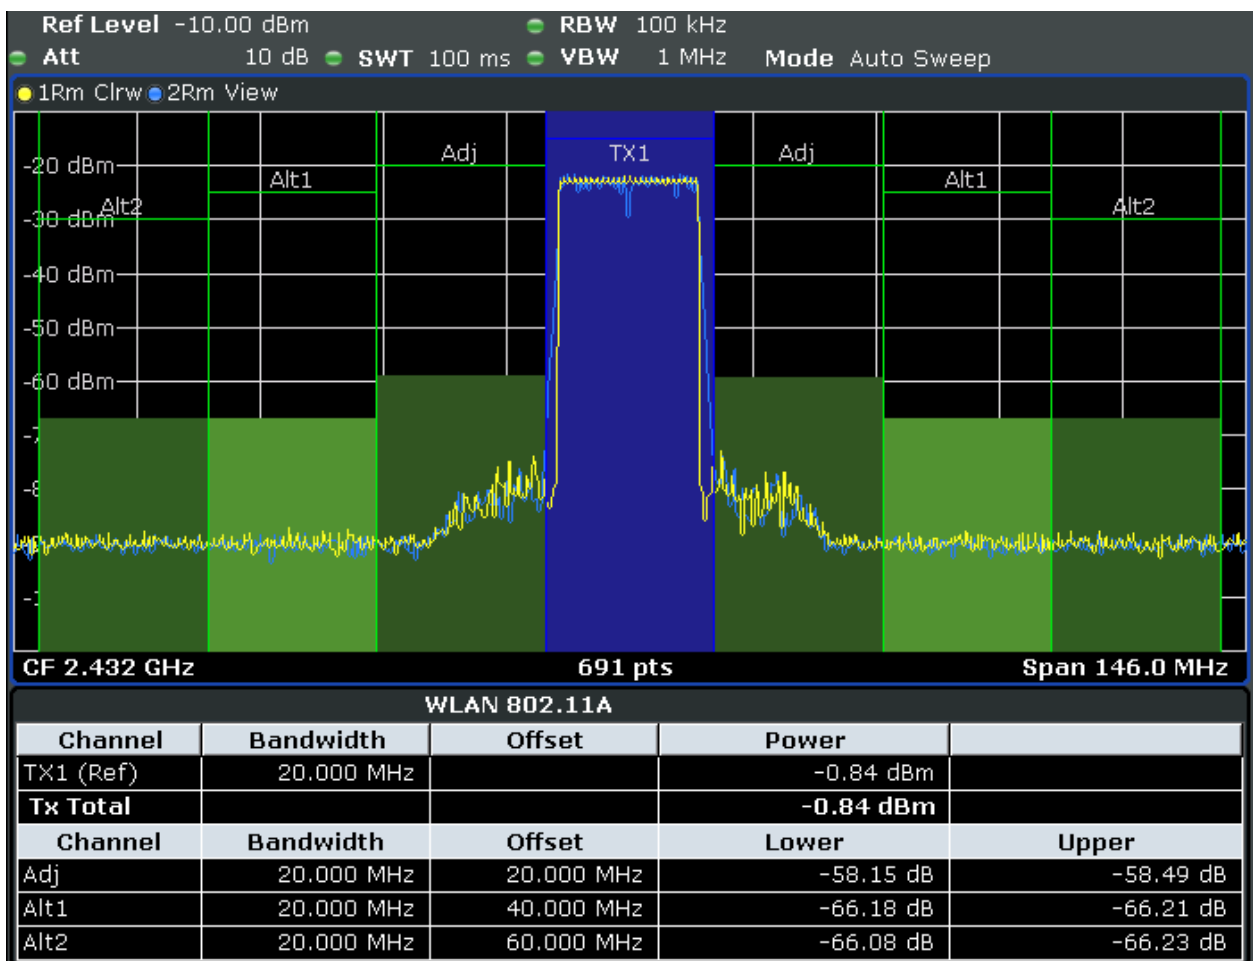 Ref Level -10.00 dBm RBW 100 kHz
Att 10 dB SWT 100 ms VBW 1 MHz Mode Auto Sweep
1Rm Clrw 2Rm View
Adj TX1 Adj
-20 dBm
Alt1 Alt1
Alt2 Alt2
-30 dBm
-40 dBm
-50 dBm
-60 dBm
CF 2.432 GHz 691 pts Span 146.0 MHz
WLAN 802.11A
Channel Bandwidth Offset Power
TX1 (Ref) 20.000 MHz -0.84 dBm
Tx Total -0.84 dBm
Channel Bandwidth Offset Lower Upper
Adj 20.000 MHz 20.000 MHz -58.15 dB -58.49 dB
Alt1 20.000 MHz 40.000 MHz -66.18 dB -66.21 dB
Alt2 20.000 MHz 60.000 MHz -66.08 dB -66.23 dB